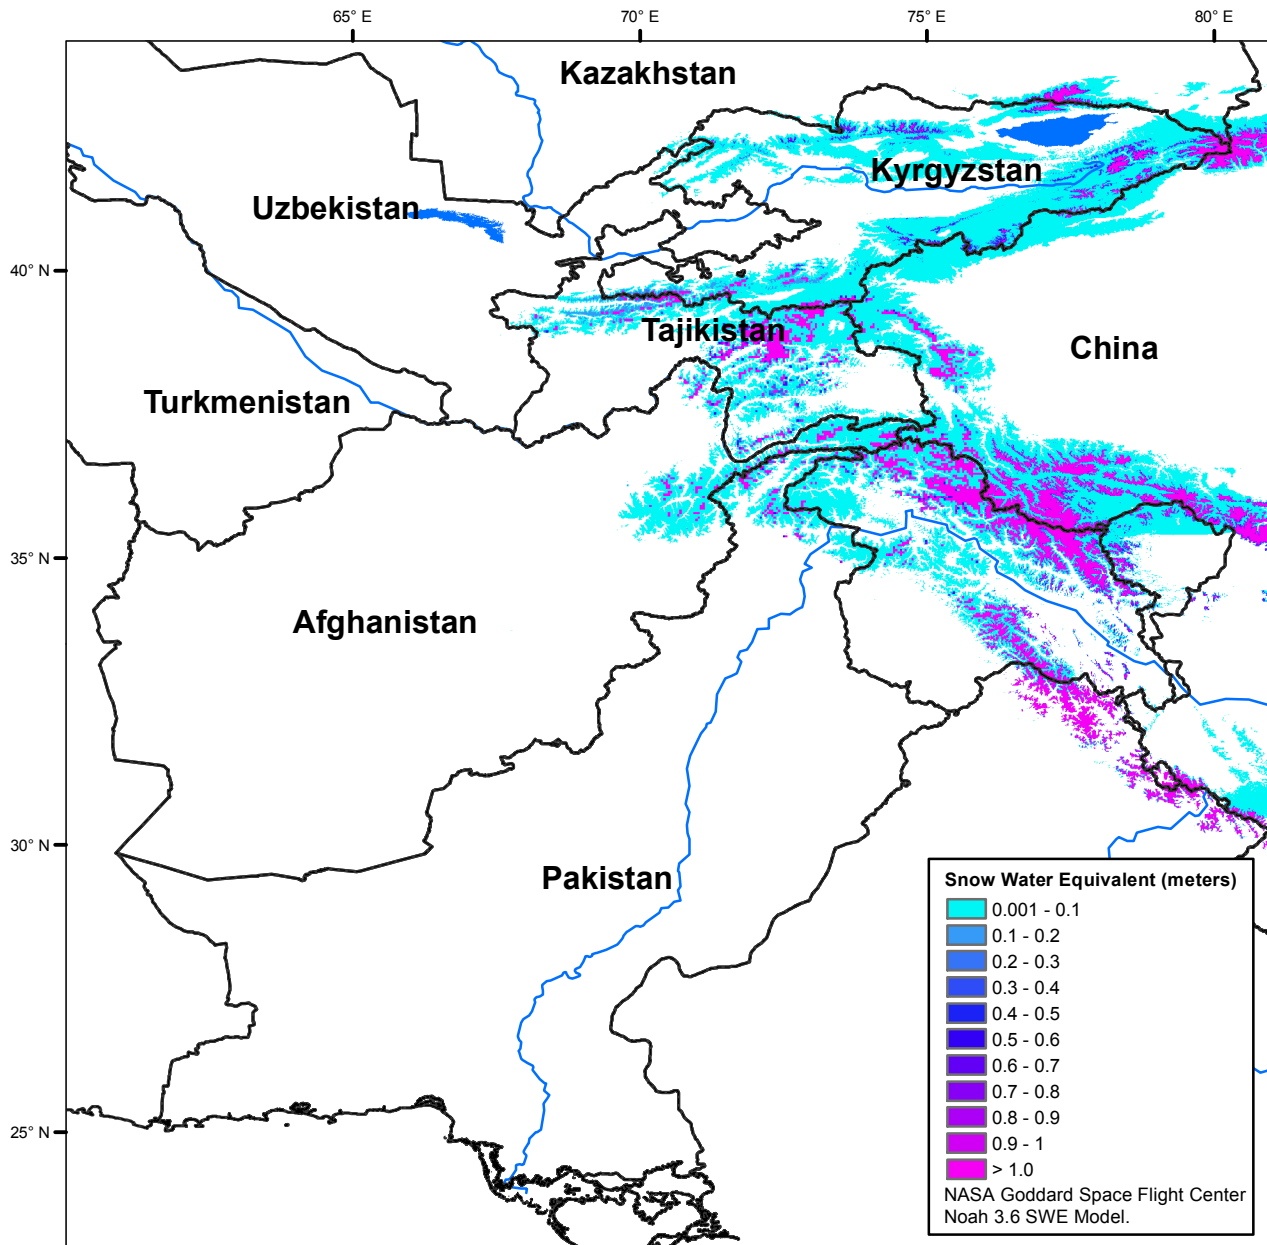 65° E
70° E
75° E
80° E
Kazakhstan
Kyrgyzstan
Uzbekistan
40° N
Tajikistan
China
Turkmenistan
35° N
Afghanistan
30° N
Pakistan
25° N
Snow Water Equivalent (meters)
0.001 - 0.1
0.1 - 0.2
0.2 - 0.3
0.3 - 0.4
0.4 - 0.5
0.5 - 0.6
0.6 - 0.7
0.7 - 0.8
0.8 - 0.9
0.9 - 1
> 1.0
NASA Goddard Space Flight Center
Noah 3.6 SWE Model.